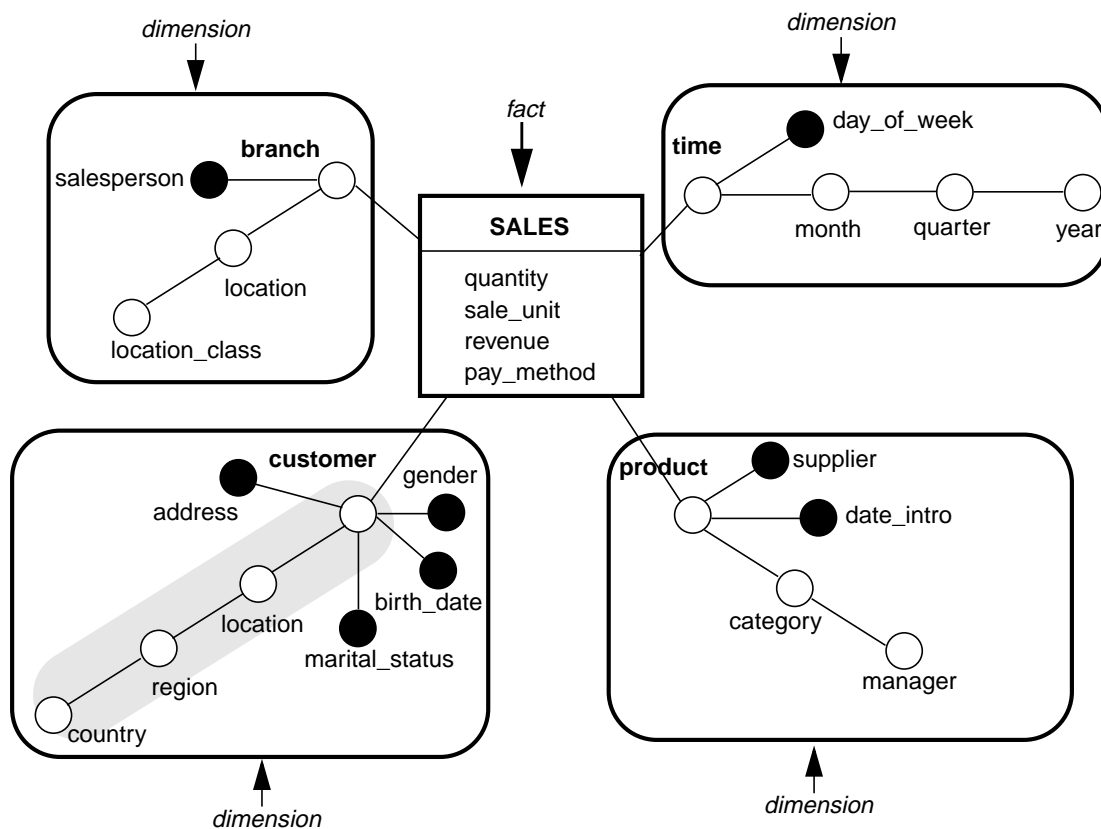 dimension
dimension
fact
branch
salesperson
location
location_class
time
day_of_week
month
quarter
year
SALES
quantity
sale_unit
revenue
pay_method
customer
gender
address
birth_date
location
marital_status
region
country
product
supplier
date_intro
category
manager
dimension
dimension